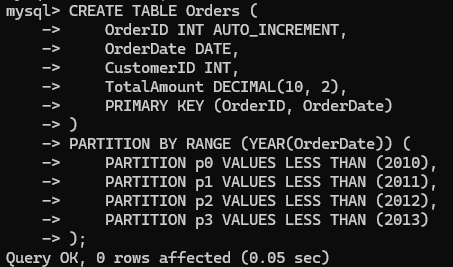 mysql> CREATE TABLE Orders (
    ->     OrderID INT AUTO_INCREMENT,
    ->     OrderDate DATE,
    ->     CustomerID INT,
    ->     TotalAmount DECIMAL(10, 2),
    ->     PRIMARY KEY (OrderID, OrderDate)
    -> )
    -> PARTITION BY RANGE (YEAR(OrderDate)) (
    ->     PARTITION p0 VALUES LESS THAN (2010),
    ->     PARTITION p1 VALUES LESS THAN (2011),
    ->     PARTITION p2 VALUES LESS THAN (2012),
    ->     PARTITION p3 VALUES LESS THAN (2013)
    -> );
Query OK, 0 rows affected (0.05 sec)